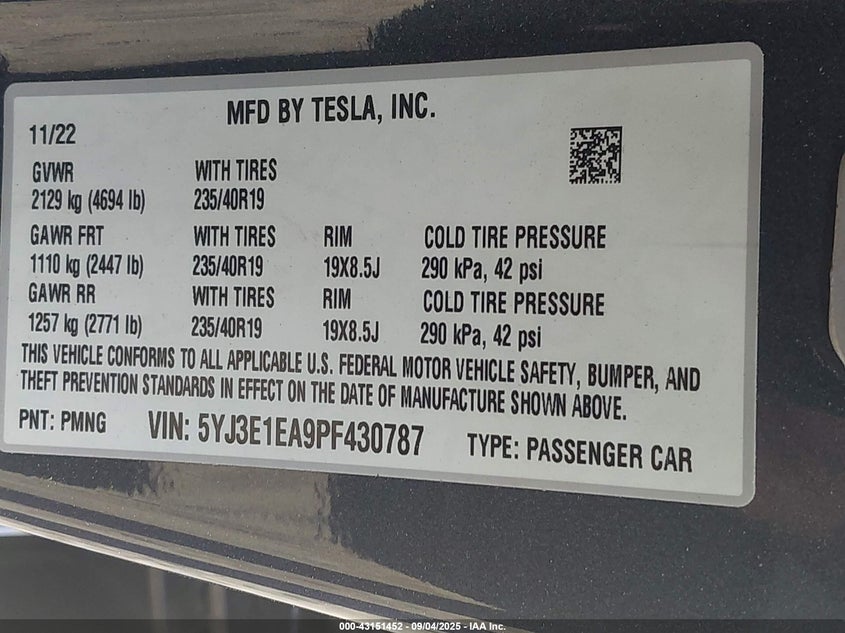 MFD BY TESLA, INC.
11/22
GVWR WITH TIRES
2129 kg (4694 lb) 235/40R19
GAWR FRT WITH TIRES RIM COLD TIRE PRESSURE
1110 kg (2447 lb) 235/40R19 19X8.5J 290 kPa, 42 psi
GAWR RR WITH TIRES RIM COLD TIRE PRESSURE
1257 kg (2771 lb) 235/40R19 19X8.5J 290 kPa, 42 psi
THIS VEHICLE CONFORMS TO ALL APPLICABLE U.S. FEDERAL MOTOR VEHICLE SAFETY, BUMPER, AND
THEFT PREVENTION STANDARDS IN EFFECT ON THE DATE OF MANUFACTURE SHOWN ABOVE.
PNT: PMNG VIN: 5YJ3E1EA9PF430787 TYPE: PASSENGER CAR
000-43151452 - 09/04/2025 - IAA Inc.